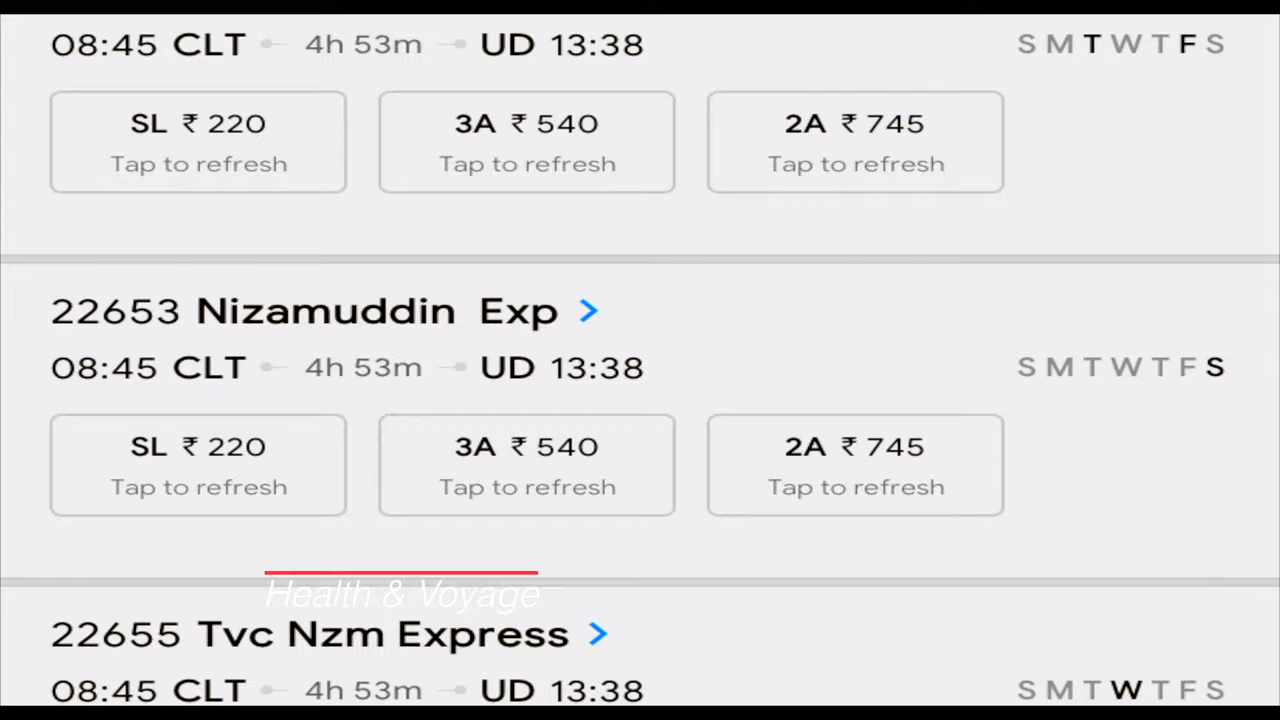 08:45 CLT 4h 53m UD 13:38 S M T W T F S
SL ₹ 220 3A ₹ 540 2A ₹ 745
Tap to refresh Tap to refresh Tap to refresh
22653 Nizamuddin Exp >
08:45 CLT 4h 53m UD 13:38 S M T W T F S
SL ₹ 220 3A ₹ 540 2A ₹ 745
Tap to refresh Tap to refresh Tap to refresh
Health & Voyage
22655 Tvc Nzm Express >
08:45 CLT 4h 53m UD 13:38 S M T W T F S